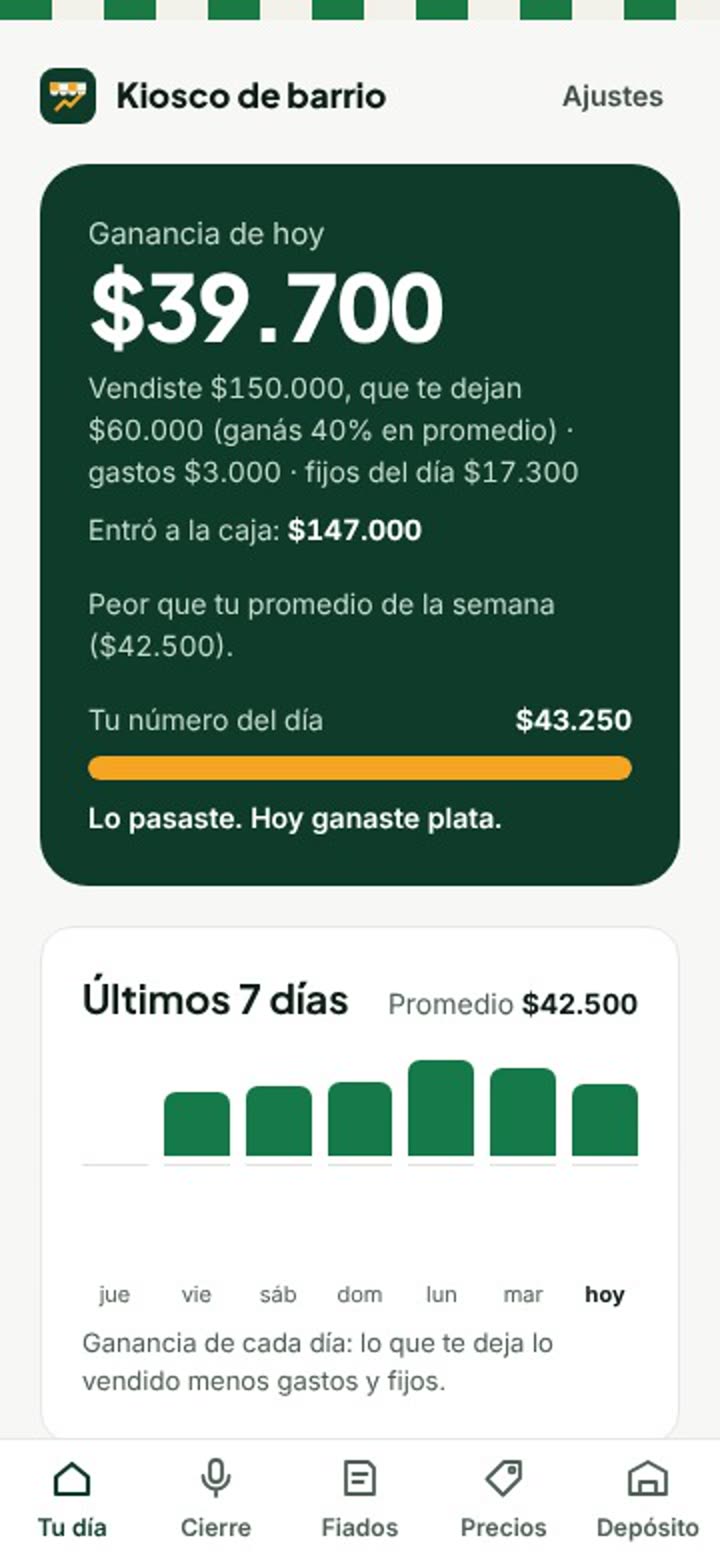 Kiosco de barrio
Ajustes
Ganancia de hoy
$39.700
Vendiste $150.000, que te dejan
$60.000 (ganás 40% en promedio) ·
gastos $3.000 · fijos del día $17.300
Entró a la caja: $147.000
Peor que tu promedio de la semana
($42.500).
Tu número del día $43.250
Lo pasaste. Hoy ganaste plata.
Últimos 7 días Promedio $42.500
jue vie sáb dom lun mar hoy
Ganancia de cada día: lo que te deja lo
vendido menos gastos y fijos.
Tu día Cierre Fiados Precios Depósito